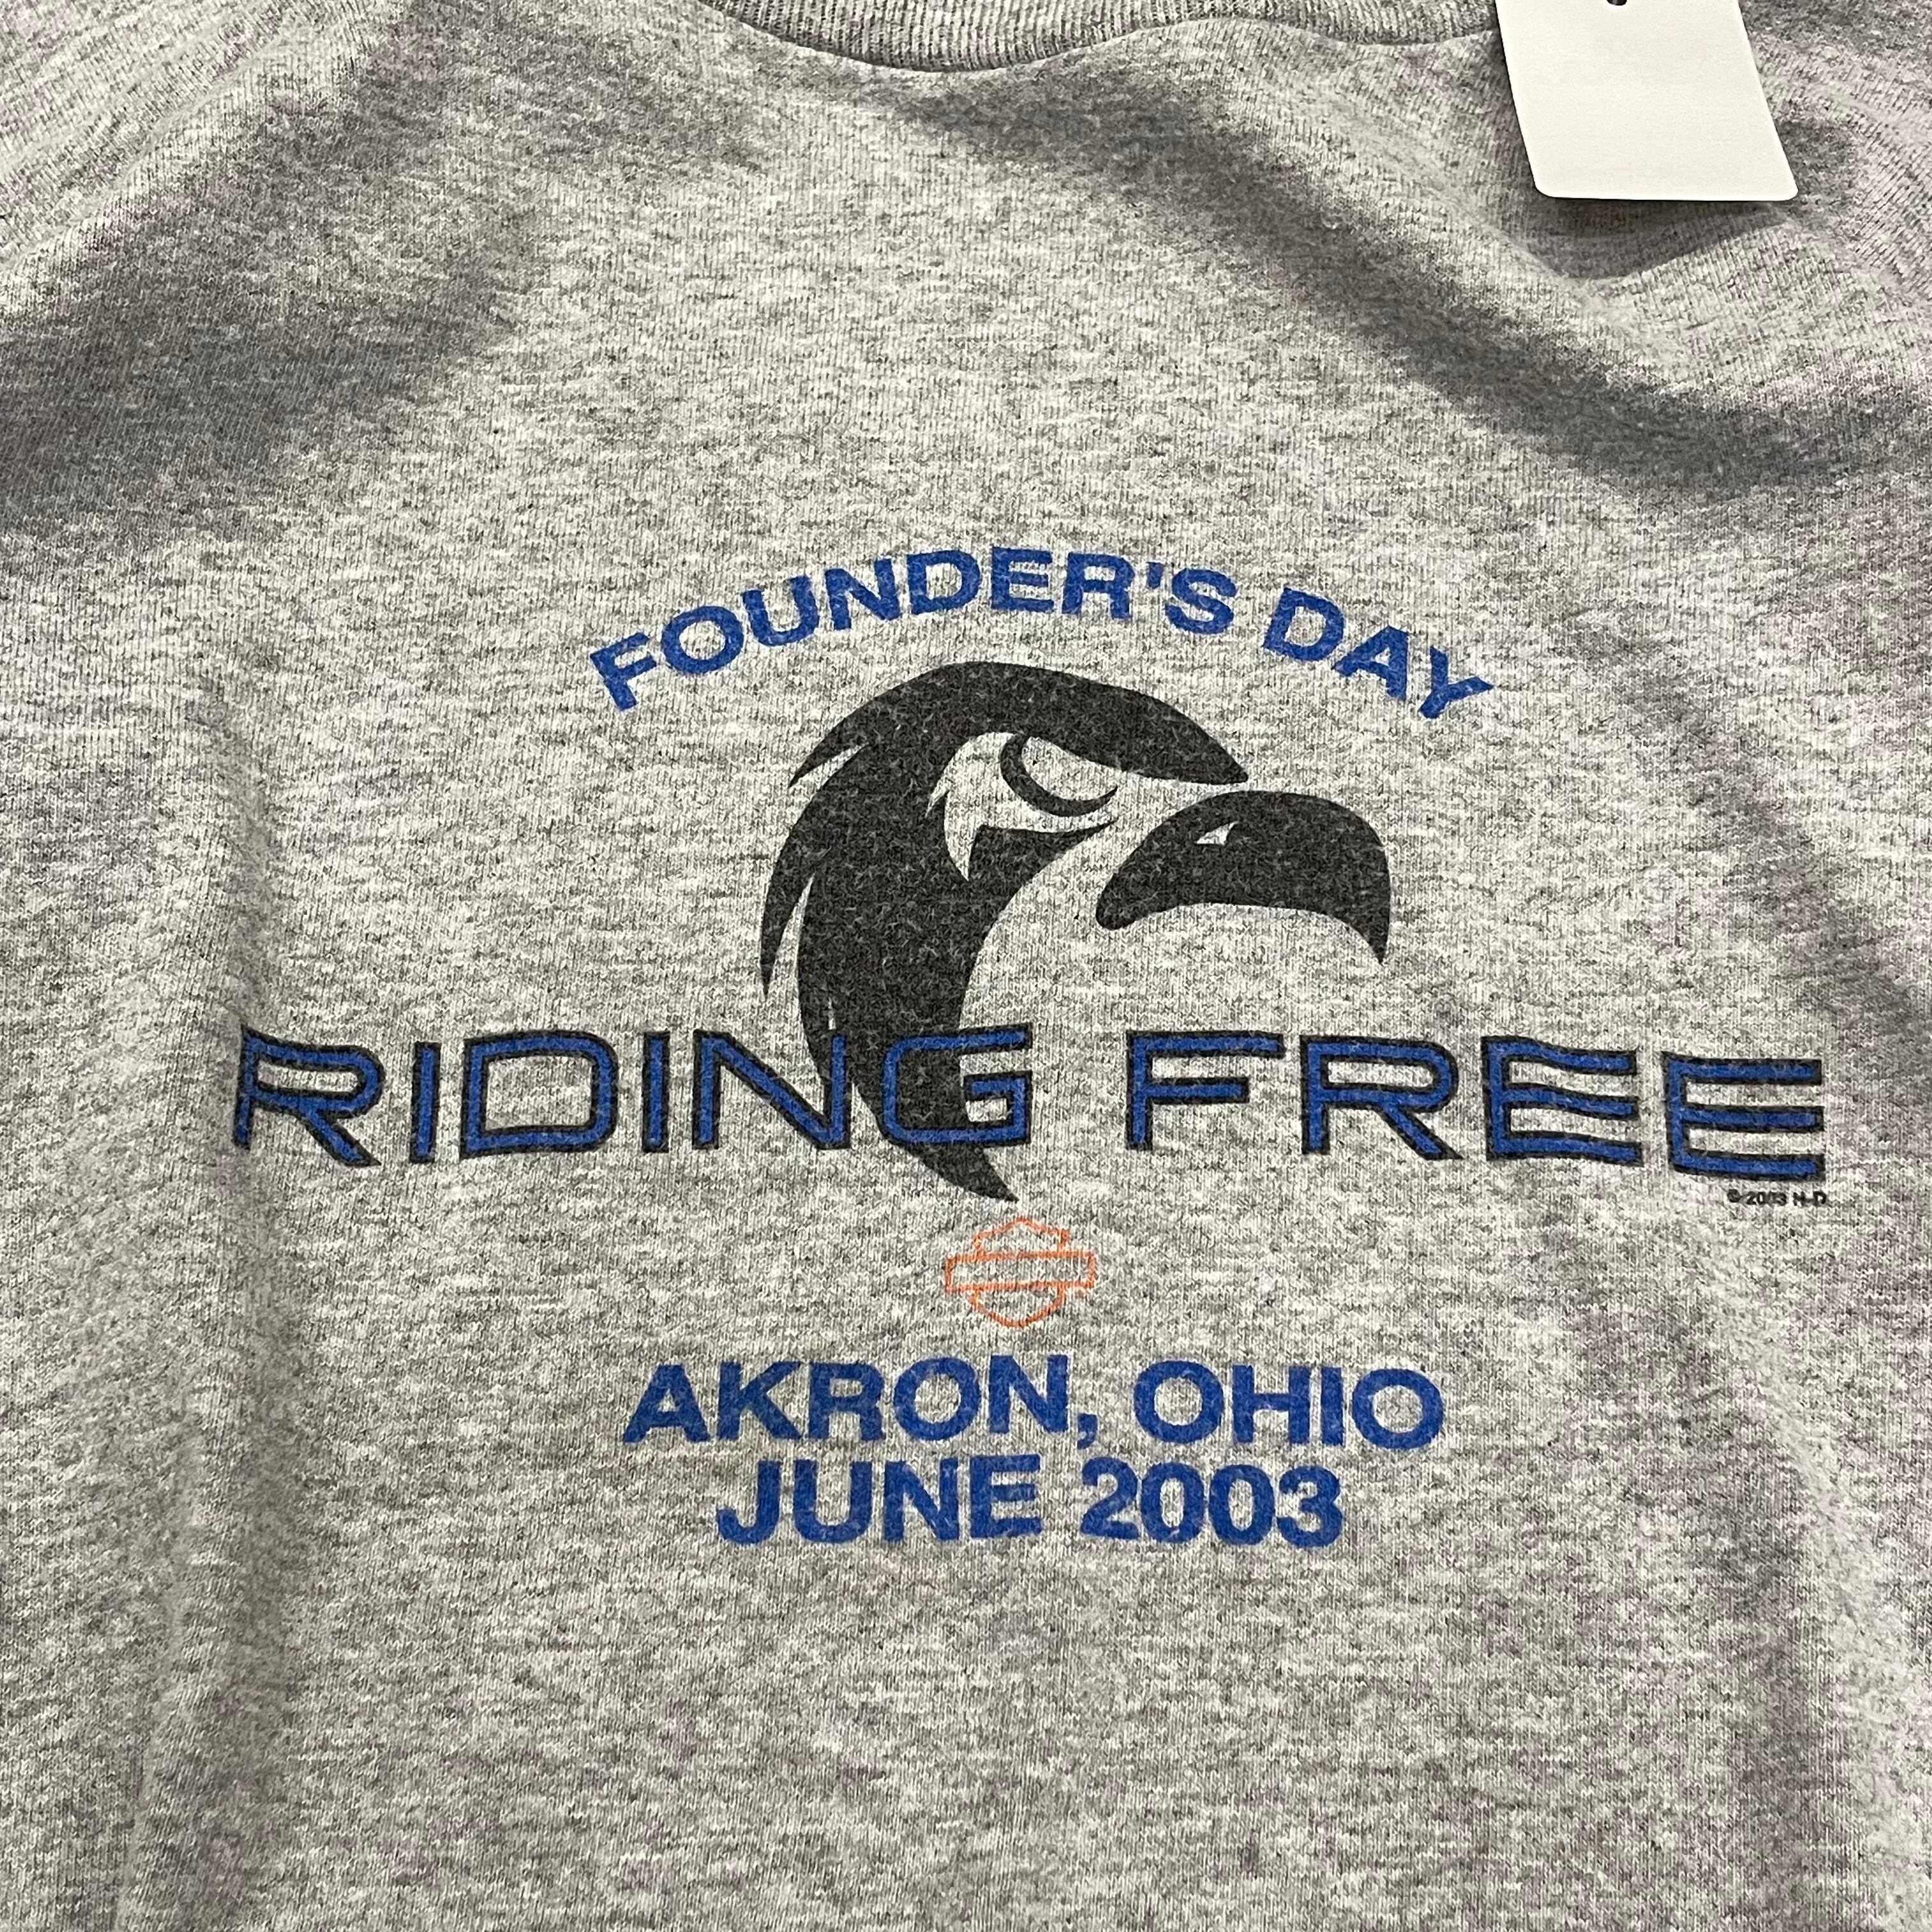 FOUNDER'S DAY
RIDING FREE
© 2003 H-D
AKRON, OHIO
JUNE 2003